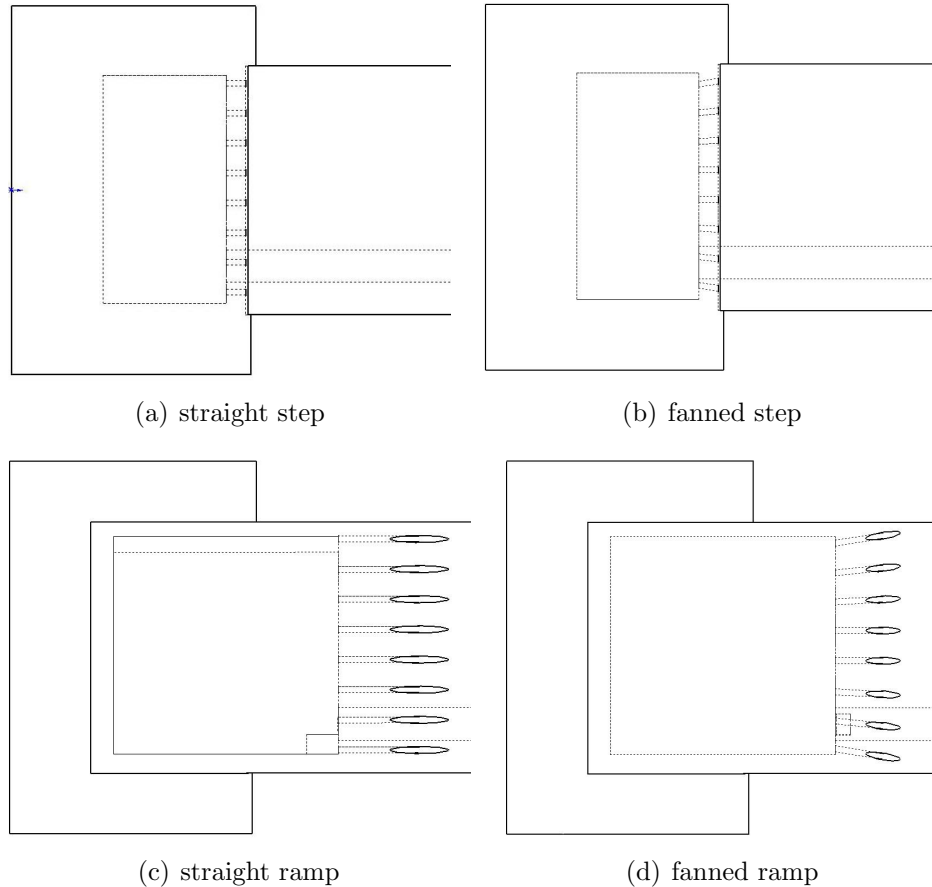 (a) straight step
(b) fanned step
(c) straight ramp
(d) fanned ramp